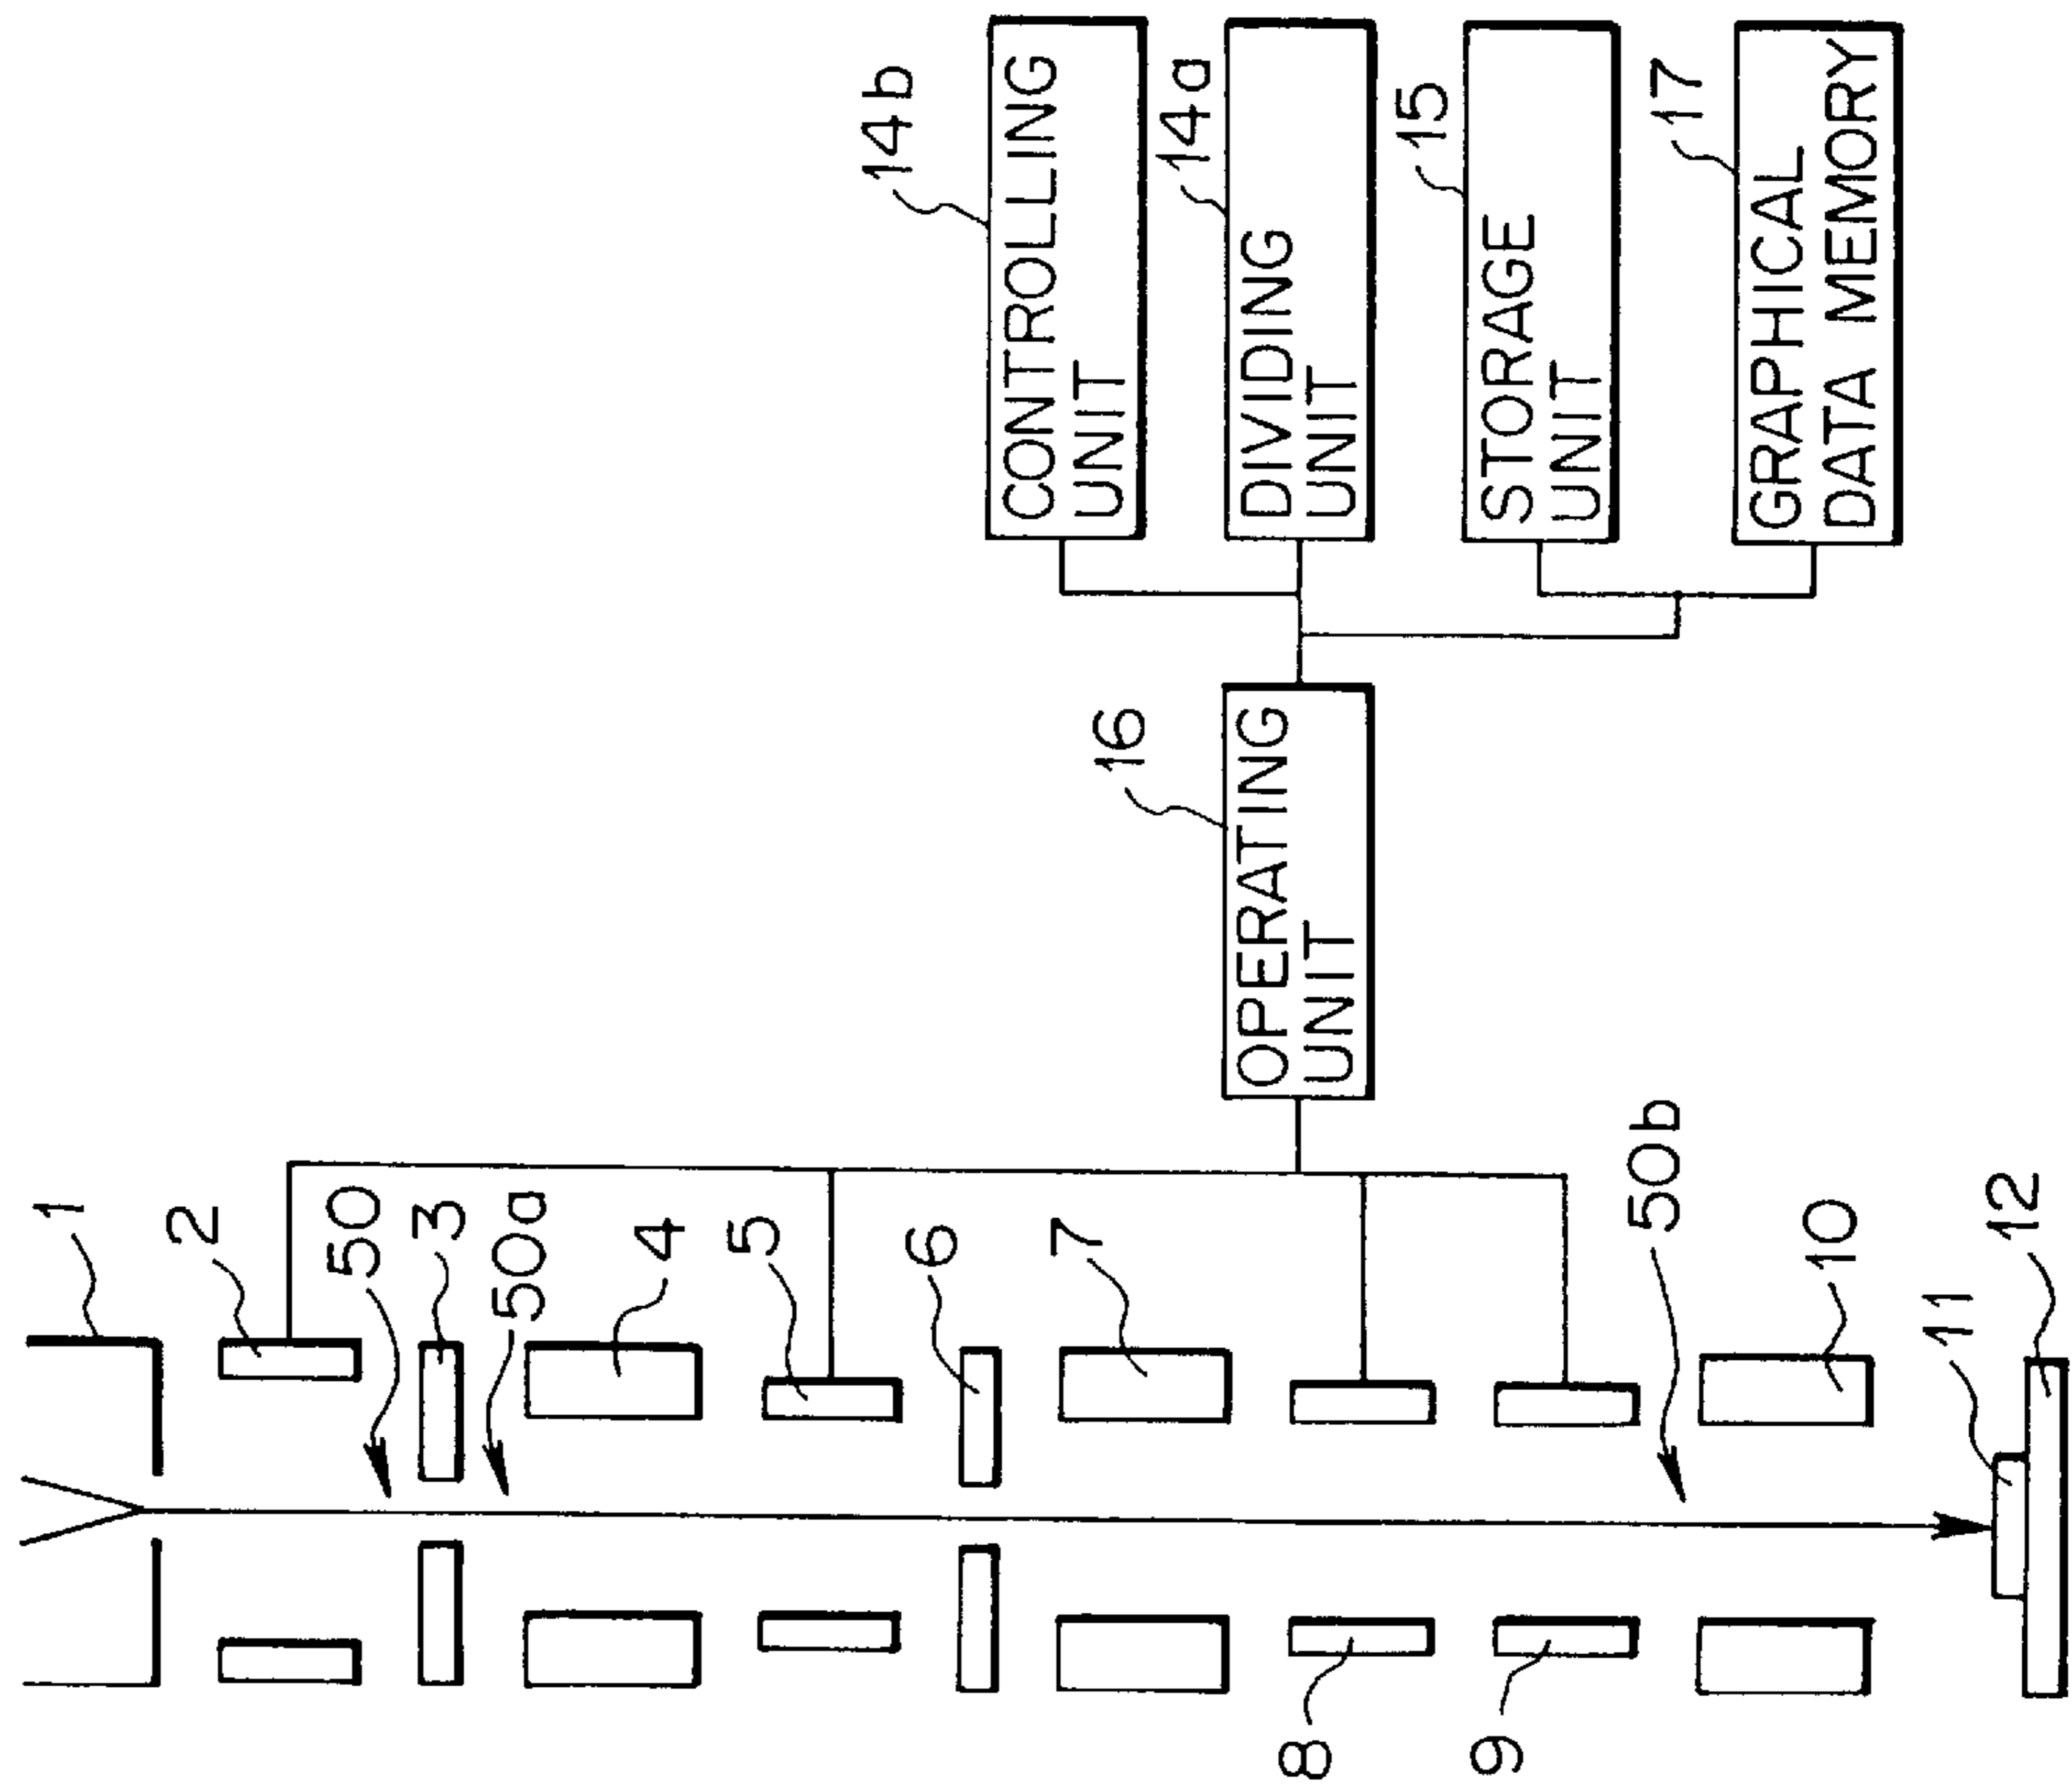 1
2
50
3
50a
4
5
6
7
8
9
50b
10
11
12
16
OPERATING
UNIT
14b
CONTROLLING
UNIT
14a
DIVIDING
UNIT
15
STORAGE
UNIT
17
GRAPHICAL
DATA MEMORY